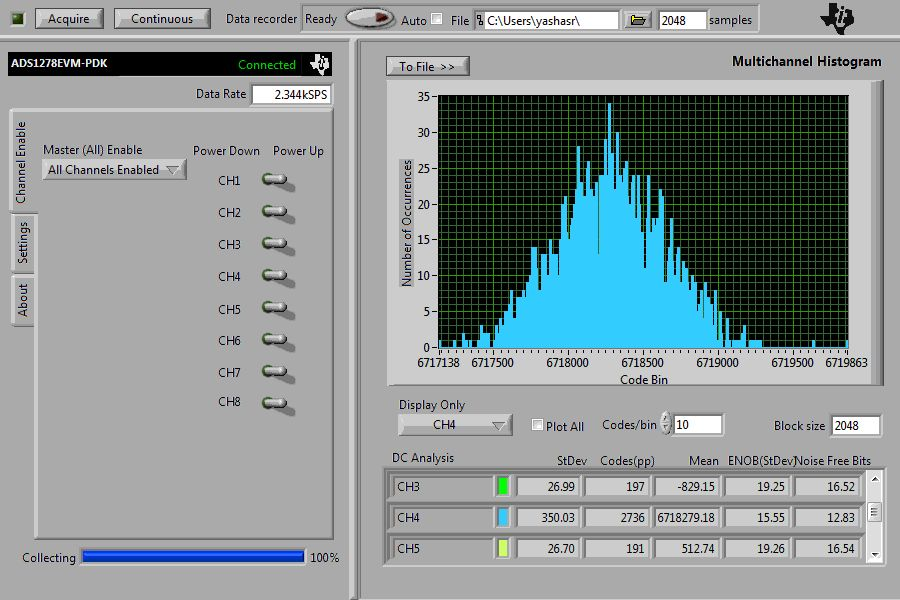 Acquire Continuous Data recorder Ready Auto File C:\Users\yashasr\ 2048 samples
ADS1278EVM-PDK Connected
Data Rate 2.344kSPS
Channel Enable
Settings
About
Master (All) Enable Power Down Power Up
All Channels Enabled
CH1
CH2
CH3
CH4
CH5
CH6
CH7
CH8
Collecting 100%
To File >> Multichannel Histogram
Number of Occurrences
35
30
25
20
15
10
5
0
6717138 6717500 6718000 6718500 6719000 6719500 6719863
Code Bin
Display Only
CH4 Plot All Codes/bin 10 Block size 2048
DC Analysis StDev Codes(pp) Mean ENOB(StDev) Noise Free Bits
CH3 26.99 197 -829.15 19.25 16.52
CH4 350.03 2736 6718279.18 15.55 12.83
CH5 26.70 191 512.74 19.26 16.54